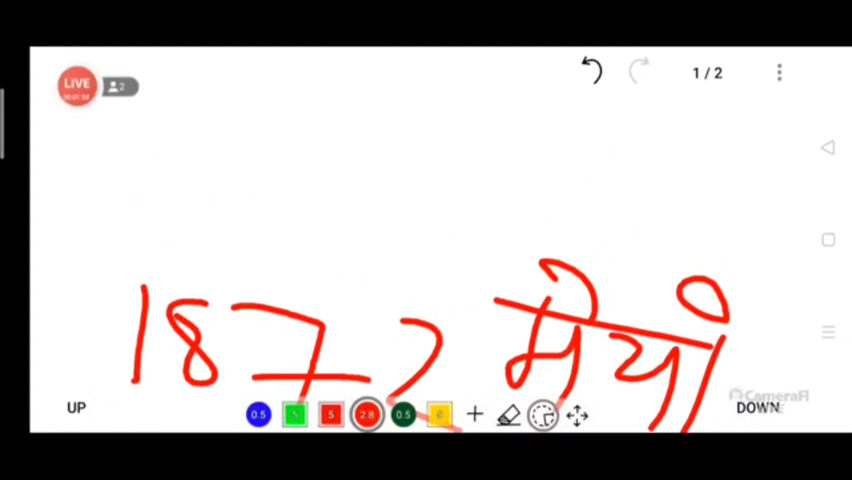 LIVE
2
1 / 2
1872 मेयो
CameraFi
UP 0.5 5 5 2.8 0.5 DOWN